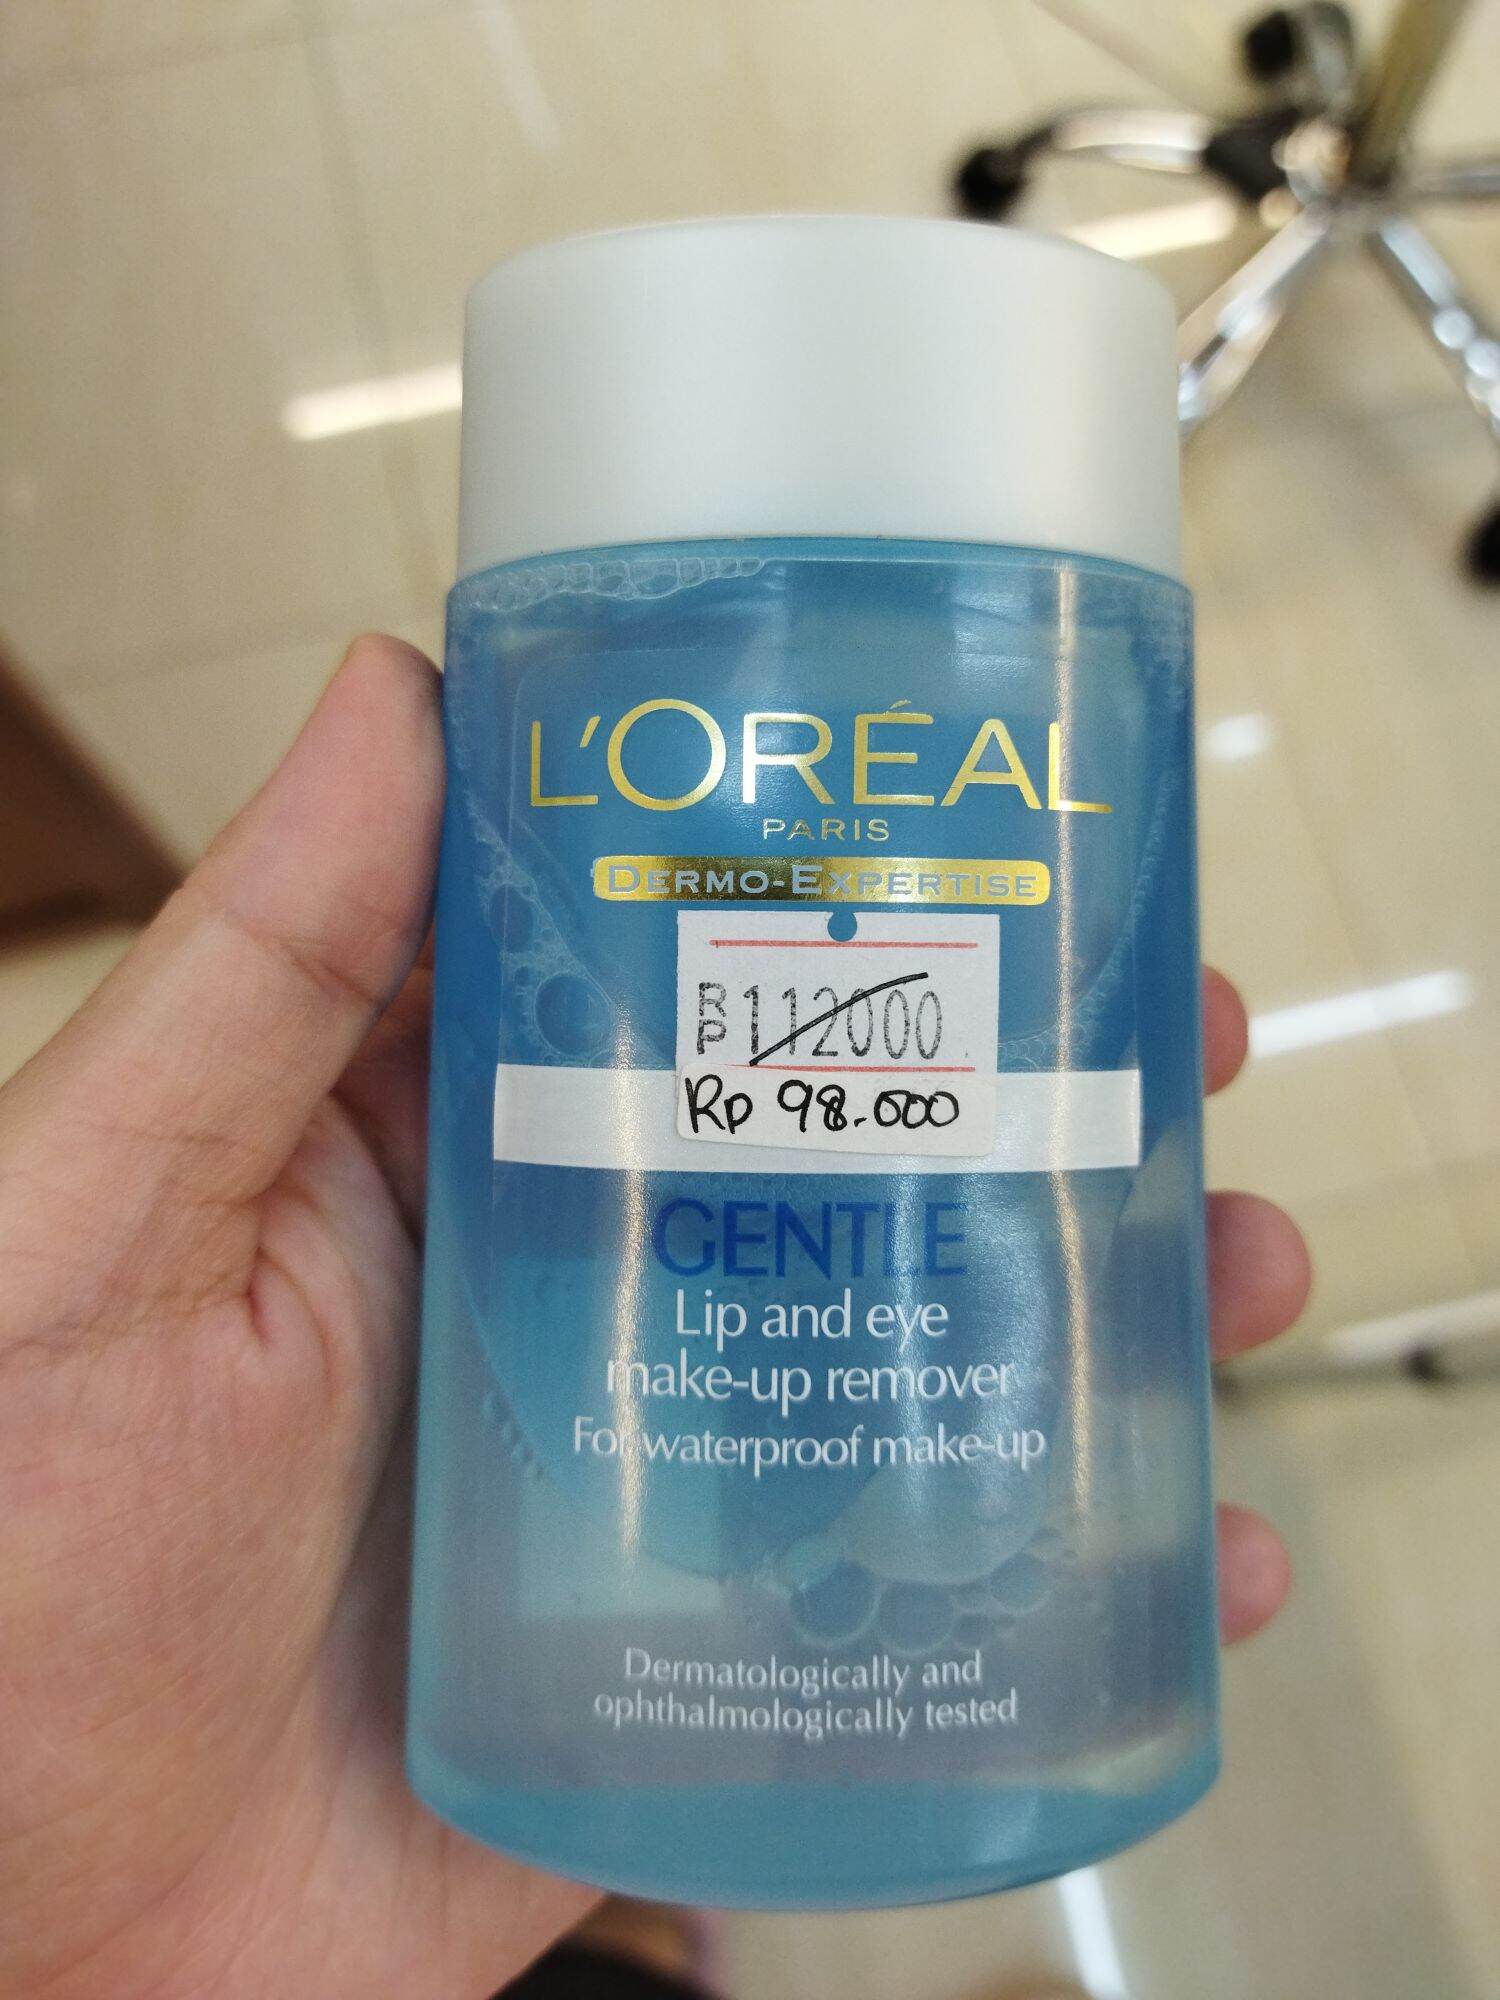 L'ORÉAL
PARIS
DERMO-EXPERTISE
RP 112000
Rp 98.000
GENTLE
Lip and eye
make-up remover
For waterproof make-up
Dermatologically and
ophthalmologically tested